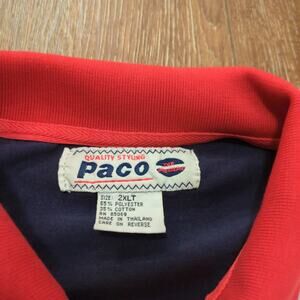 QUALITY STYLING
Paco
SIZE: 2XLT
65% POLYESTER
35% COTTON
RN 85069
MADE IN THAILAND
CARE ON REVERSE